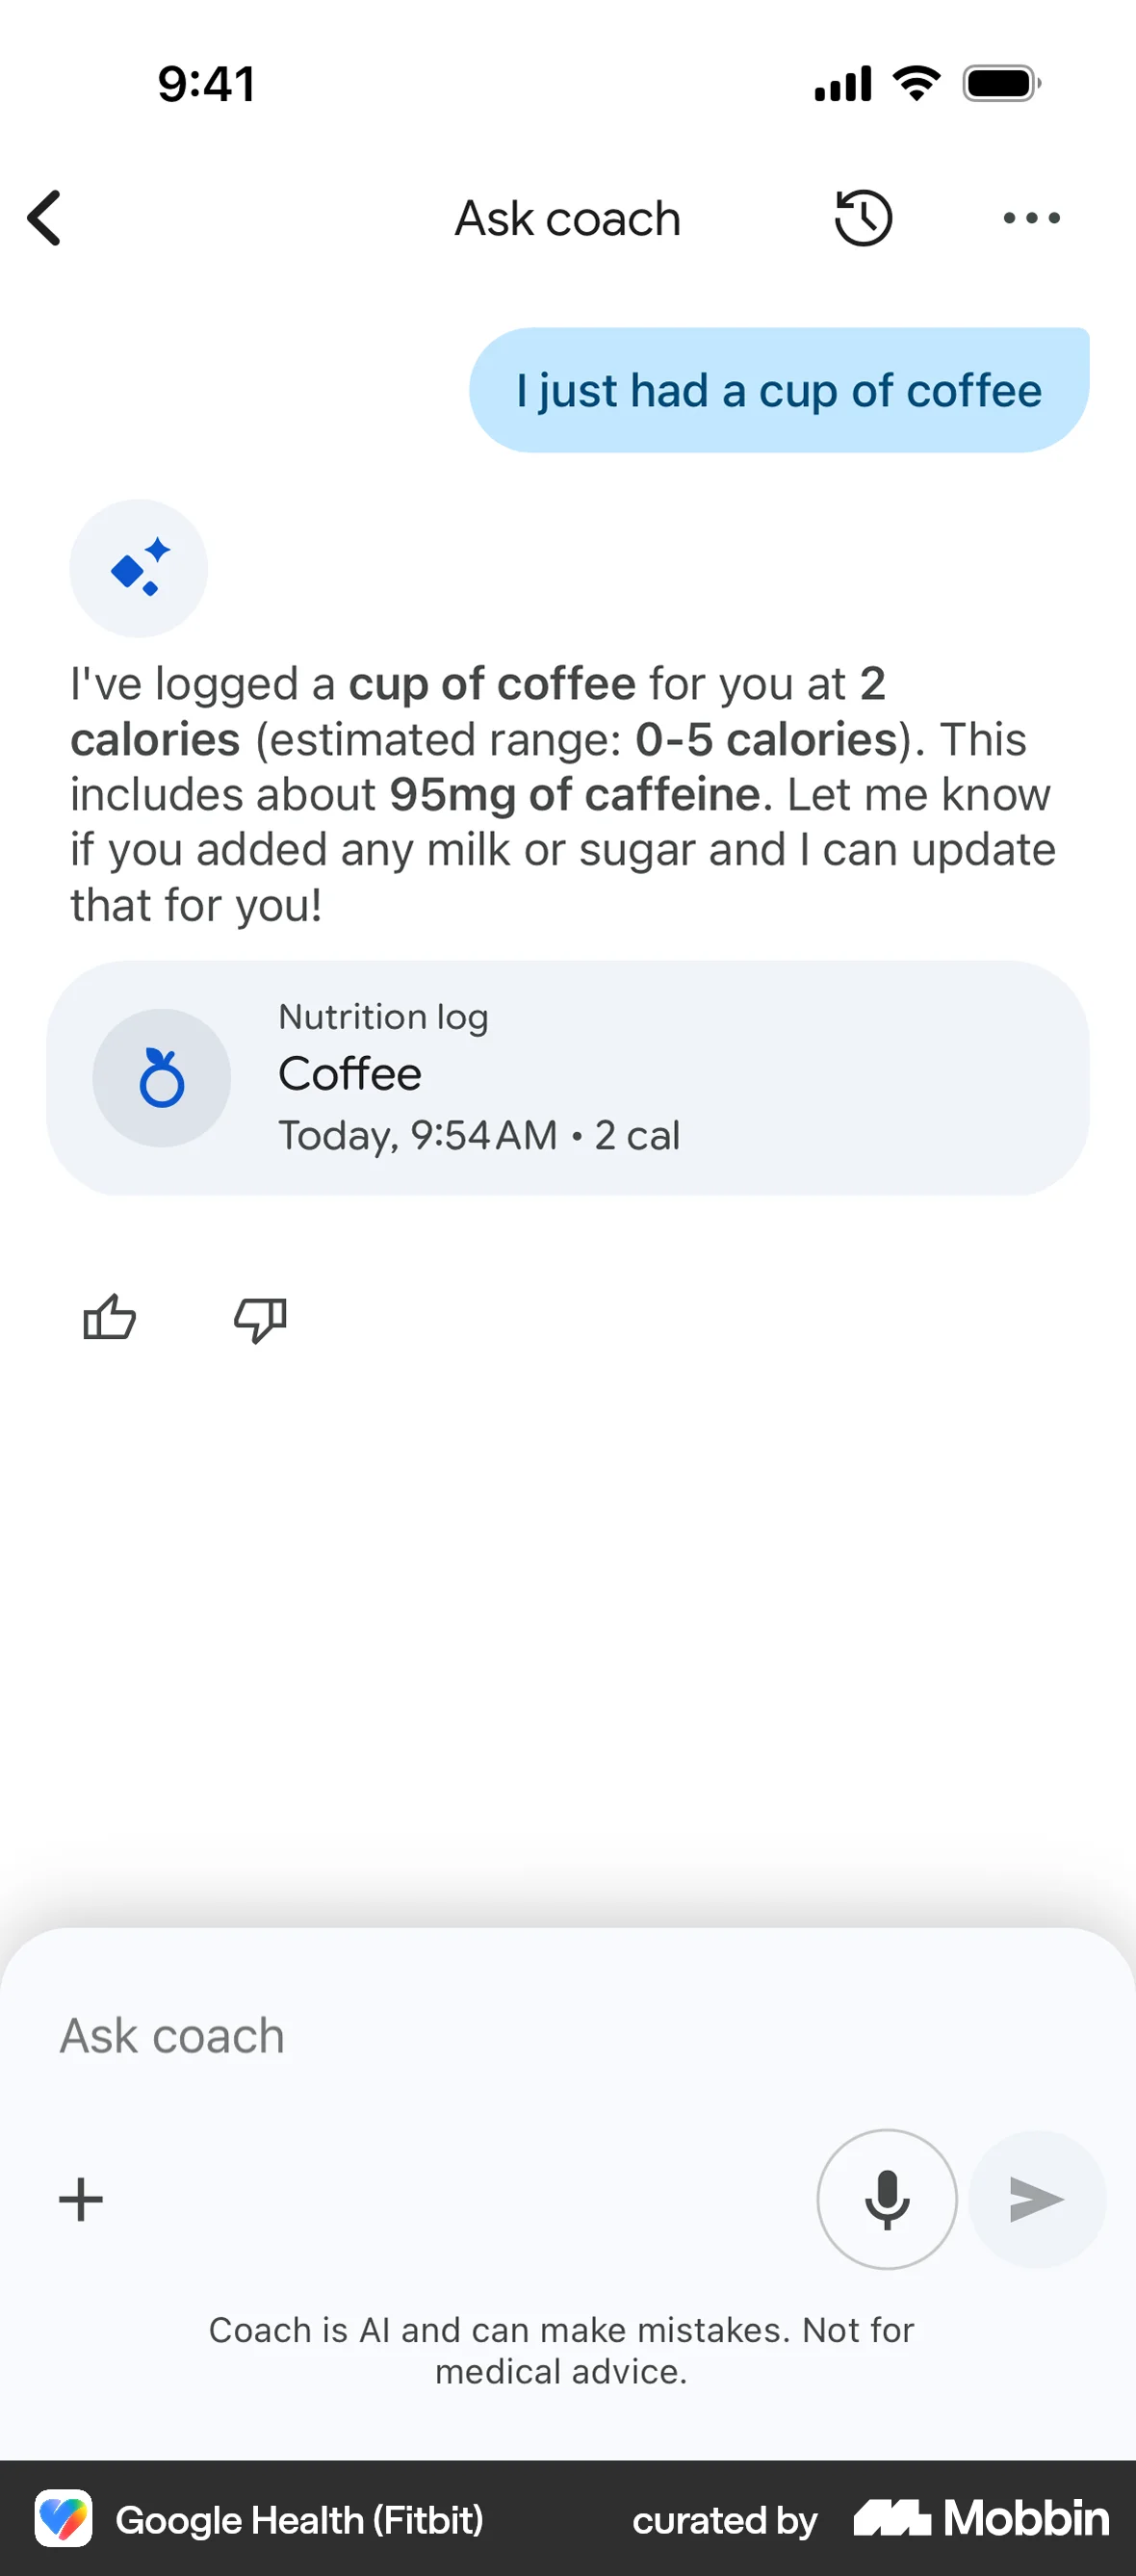 9:41
Ask coach
I just had a cup of coffee
I've logged a cup of coffee for you at 2
calories (estimated range: 0-5 calories). This
includes about 95mg of caffeine. Let me know
if you added any milk or sugar and I can update
that for you!
Nutrition log
Coffee
Today, 9:54 AM • 2 cal
Ask coach
Coach is AI and can make mistakes. Not for
medical advice.
Google Health (Fitbit)
curated by Mobbin